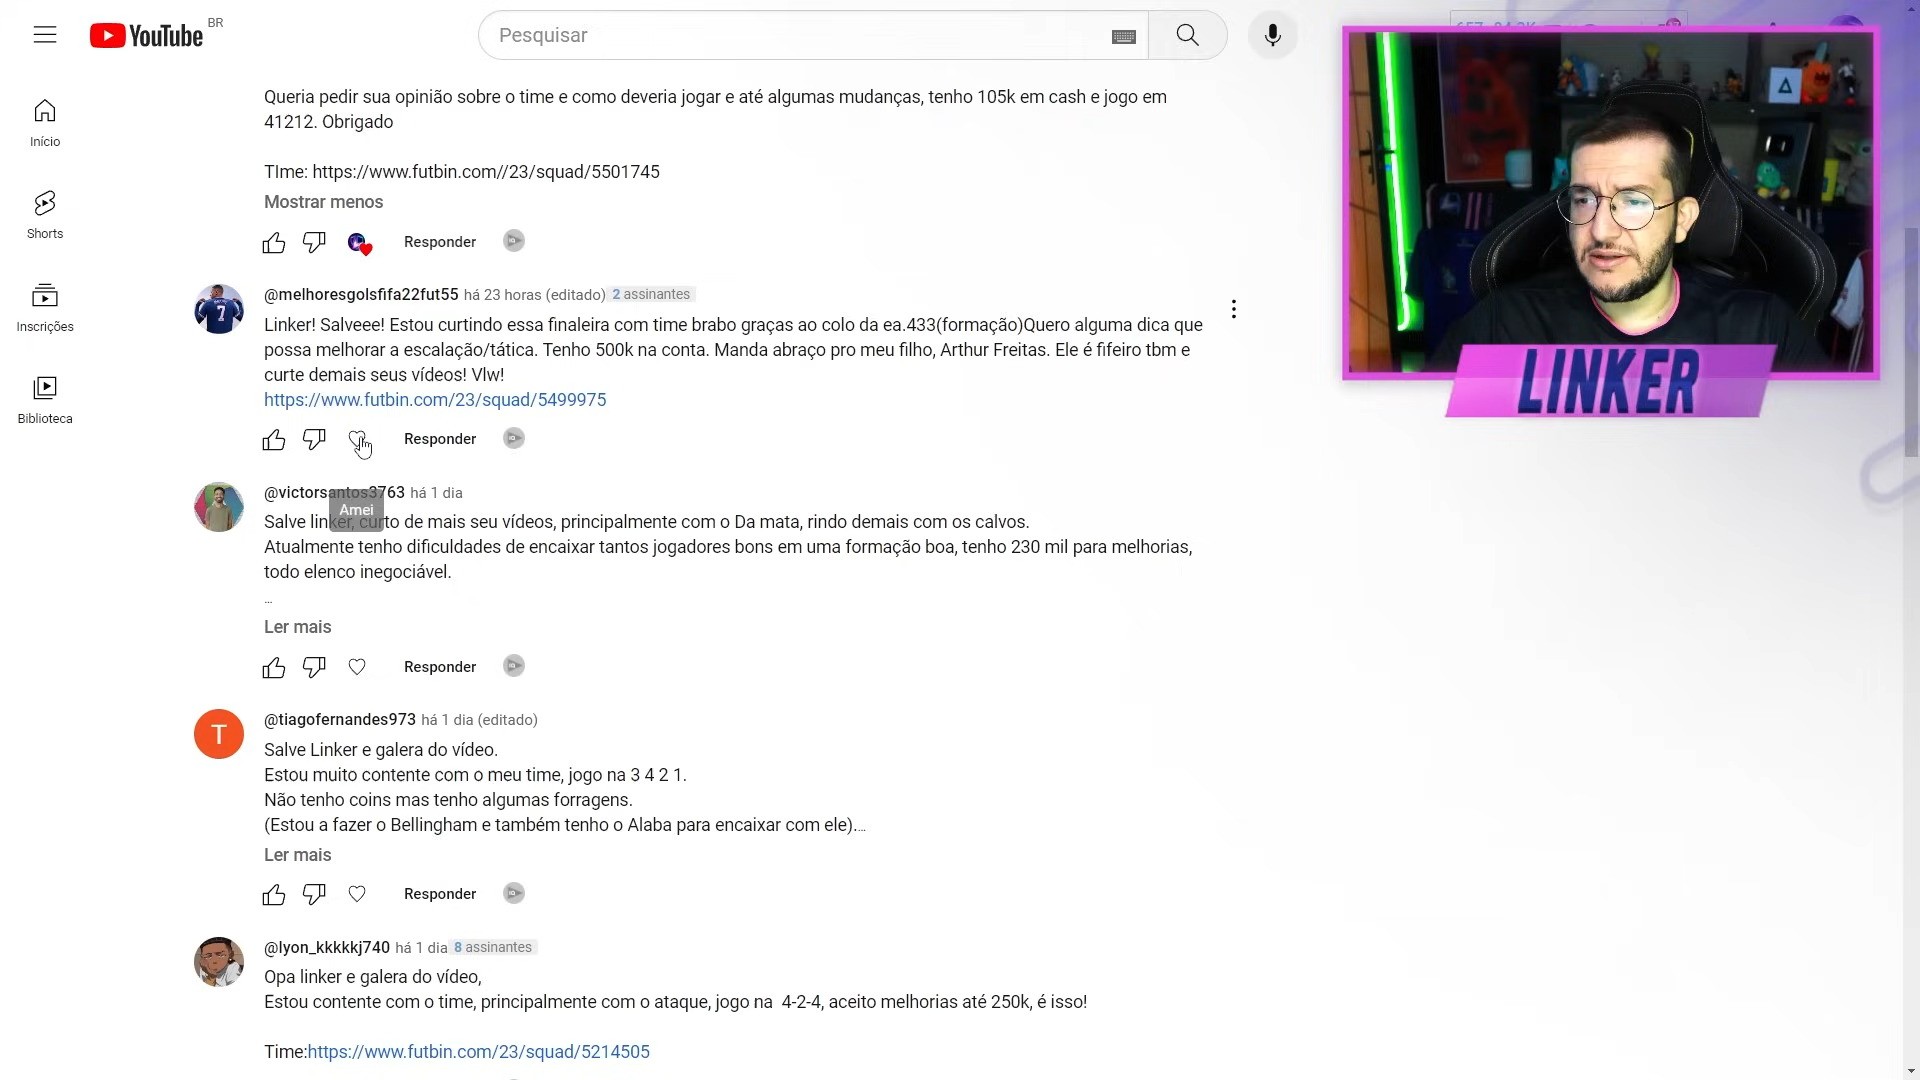 YouTube BR
Pesquisar
Início
Shorts
Inscrições
Biblioteca
Queria pedir sua opinião sobre o time e como deveria jogar e até algumas mudanças, tenho 105k em cash e jogo em
41212. Obrigado
TIme: https://www.futbin.com//23/squad/5501745
Mostrar menos
Responder
@melhoresgolsfifa22fut55 há 23 horas (editado) 2 assinantes
Linker! Salveee! Estou curtindo essa finaleira com time brabo graças ao colo da ea.433(formação)Quero alguma dica que
possa melhorar a escalação/tática. Tenho 500k na conta. Manda abraço pro meu filho, Arthur Freitas. Ele é fifeiro tbm e
curte demais seus vídeos! Vlw!
https://www.futbin.com/23/squad/5499975
Responder
@victorsantos3763 há 1 dia
Amei
Salve linker, curto de mais seu vídeos, principalmente com o Da mata, rindo demais com os calvos.
Atualmente tenho dificuldades de encaixar tantos jogadores bons em uma formação boa, tenho 230 mil para melhorias,
todo elenco inegociável.
...
Ler mais
Responder
T
@tiagofernandes973 há 1 dia (editado)
Salve Linker e galera do vídeo.
Estou muito contente com o meu time, jogo na 3 4 2 1.
Não tenho coins mas tenho algumas forragens.
(Estou a fazer o Bellingham e também tenho o Alaba para encaixar com ele)....
Ler mais
Responder
@lyon_kkkkkj740 há 1 dia 8 assinantes
Opa linker e galera do vídeo,
Estou contente com o time, principalmente com o ataque, jogo na 4-2-4, aceito melhorias até 250k, é isso!
Time:https://www.futbin.com/23/squad/5214505
LINKER
7